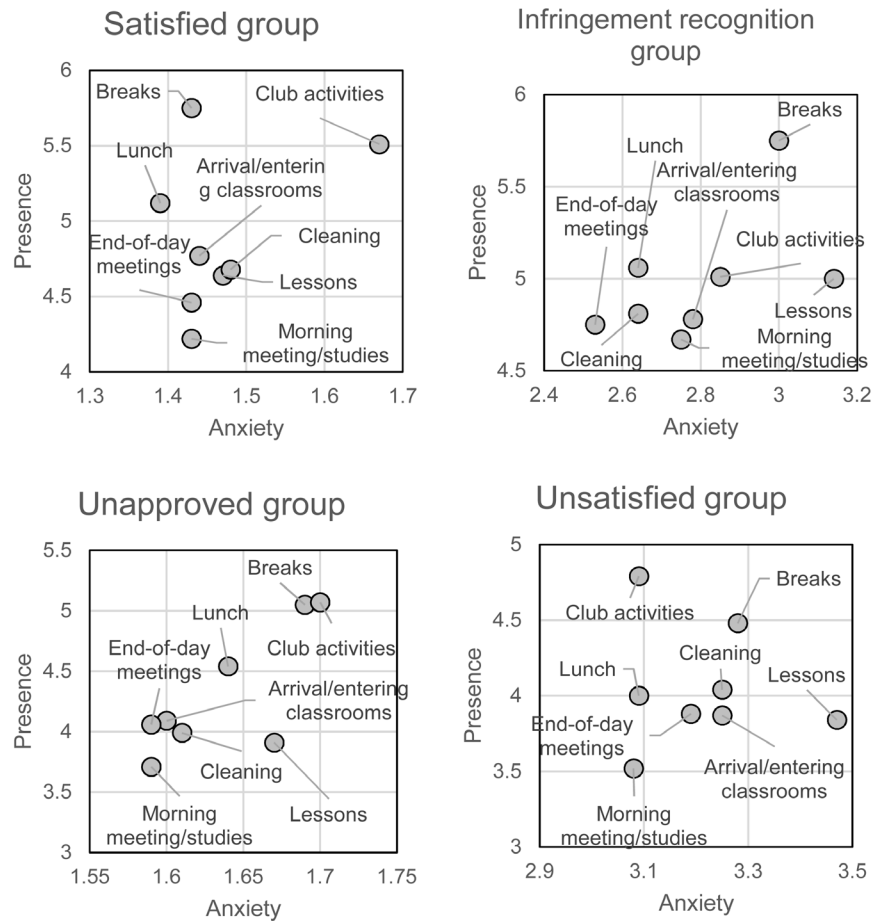 Satisfied group
6
5.5
5
4.5
4
Presence
Breaks
Club activities
Lunch
Arrival/enterin
g classrooms
End-of-day
meetings
Cleaning
Lessons
Morning
meeting/studies
1.3
1.4
1.5
1.6
1.7
Anxiety
Infringement recognition
group
6
5.5
5
4.5
Presence
Breaks
Lunch
Arrival/entering
classrooms
End-of-day
meetings
Club activities
Lessons
Cleaning
Morning
meeting/studies
2.4
2.6
2.8
3
3.2
Anxiety
Unapproved group
5.5
5
4.5
4
3.5
3
Presence
Breaks
Lunch
Club activities
End-of-day
meetings
Arrival/entering
classrooms
Cleaning
Lessons
Morning
meeting/studies
1.55
1.6
1.65
1.7
1.75
Anxiety
Unsatisfied group
5
4.5
4
3.5
3
Presence
Breaks
Club activities
Cleaning
Lunch
Lessons
End-of-day
meetings
Arrival/entering
classrooms
Morning
meeting/studies
2.9
3.1
3.3
3.5
Anxiety